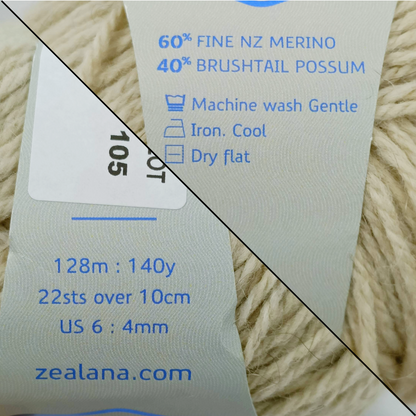 60% FINE NZ MERINO
40% BRUSHTAIL POSSUM
Machine wash Gentle
Iron. Cool
Dry flat
105
128m : 140y
22sts over 10cm
US 6 : 4mm
zealana.com